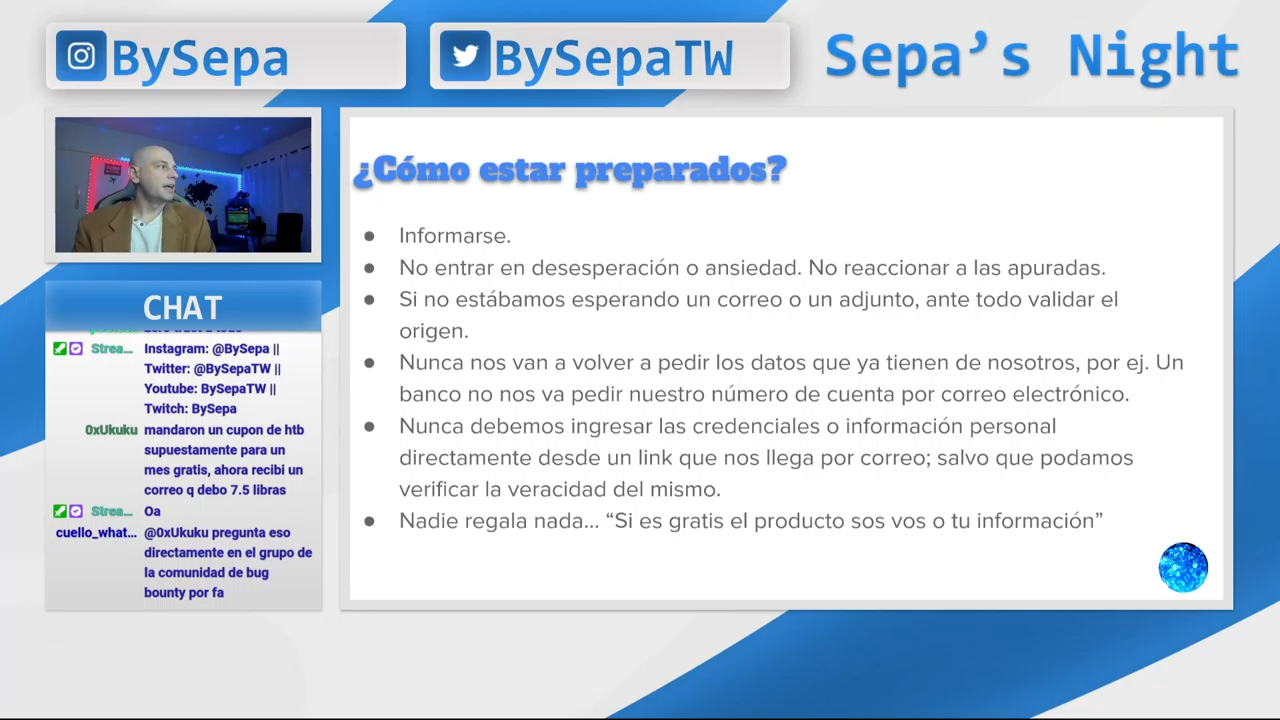 BySepa
BySepaTW
Sepa’s Night
¿Cómo estar preparados?
● Informarse.
● No entrar en desesperación o ansiedad. No reaccionar a las apuradas.
● Si no estábamos esperando un correo o un adjunto, ante todo validar el
origen.
● Nunca nos van a volver a pedir los datos que ya tienen de nosotros, por ej. Un
banco no nos va pedir nuestro número de cuenta por correo electrónico.
● Nunca debemos ingresar las credenciales o información personal
directamente desde un link que nos llega por correo; salvo que podamos
verificar la veracidad del mismo.
● Nadie regala nada... “Si es gratis el producto sos vos o tu información”
CHAT
Strea... Instagram: @BySepa ||
Twitter: @BySepaTW ||
Youtube: BySepaTW ||
Twitch: BySepa
0xUkuku mandaron un cupon de htb
supuestamente para un
mes gratis, ahora recibi un
correo q debo 7.5 libras
Strea... Oa
cuello_what... @0xUkuku pregunta eso
directamente en el grupo de
la comunidad de bug
bounty por fa